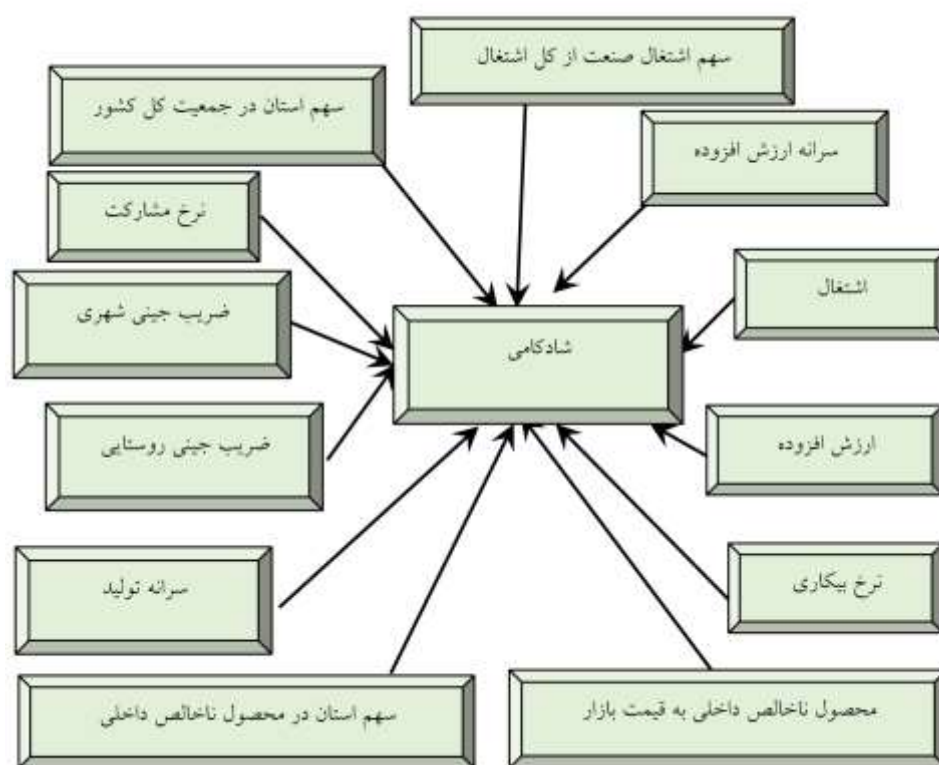 سهم اشتغال صنعت از کل اشتغال
سهم استان در جمعیت کل کشور
سرانه ارزش افزوده
نرخ مشارکت
اشتغال
ضریب جینی شهری
شادکامی
ضریب جینی روستایی
ارزش افزوده
نرخ بیکاری
سرانه تولید
محصول ناخالص داخلی به قیمت بازار
سهم استان در محصول ناخالص داخلی